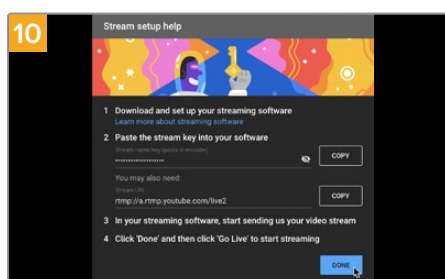 10
Stream setup help
1 Download and set up your streaming software
Learn more about streaming software
2 Paste the stream key into your software
Stream name/key (paste in encoder)
••••••••••••••••••• COPY
You may also need:
Stream URL
rtmp://a.rtmp.youtube.com/live2 COPY
3 In your streaming software, start sending us your video stream
4 Click 'Done' and then click 'Go Live' to start streaming
DONE